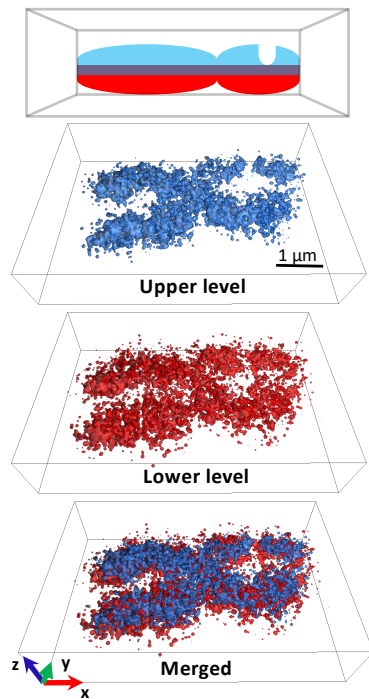 1 µm
Upper level
Lower level
Merged
z
y
x